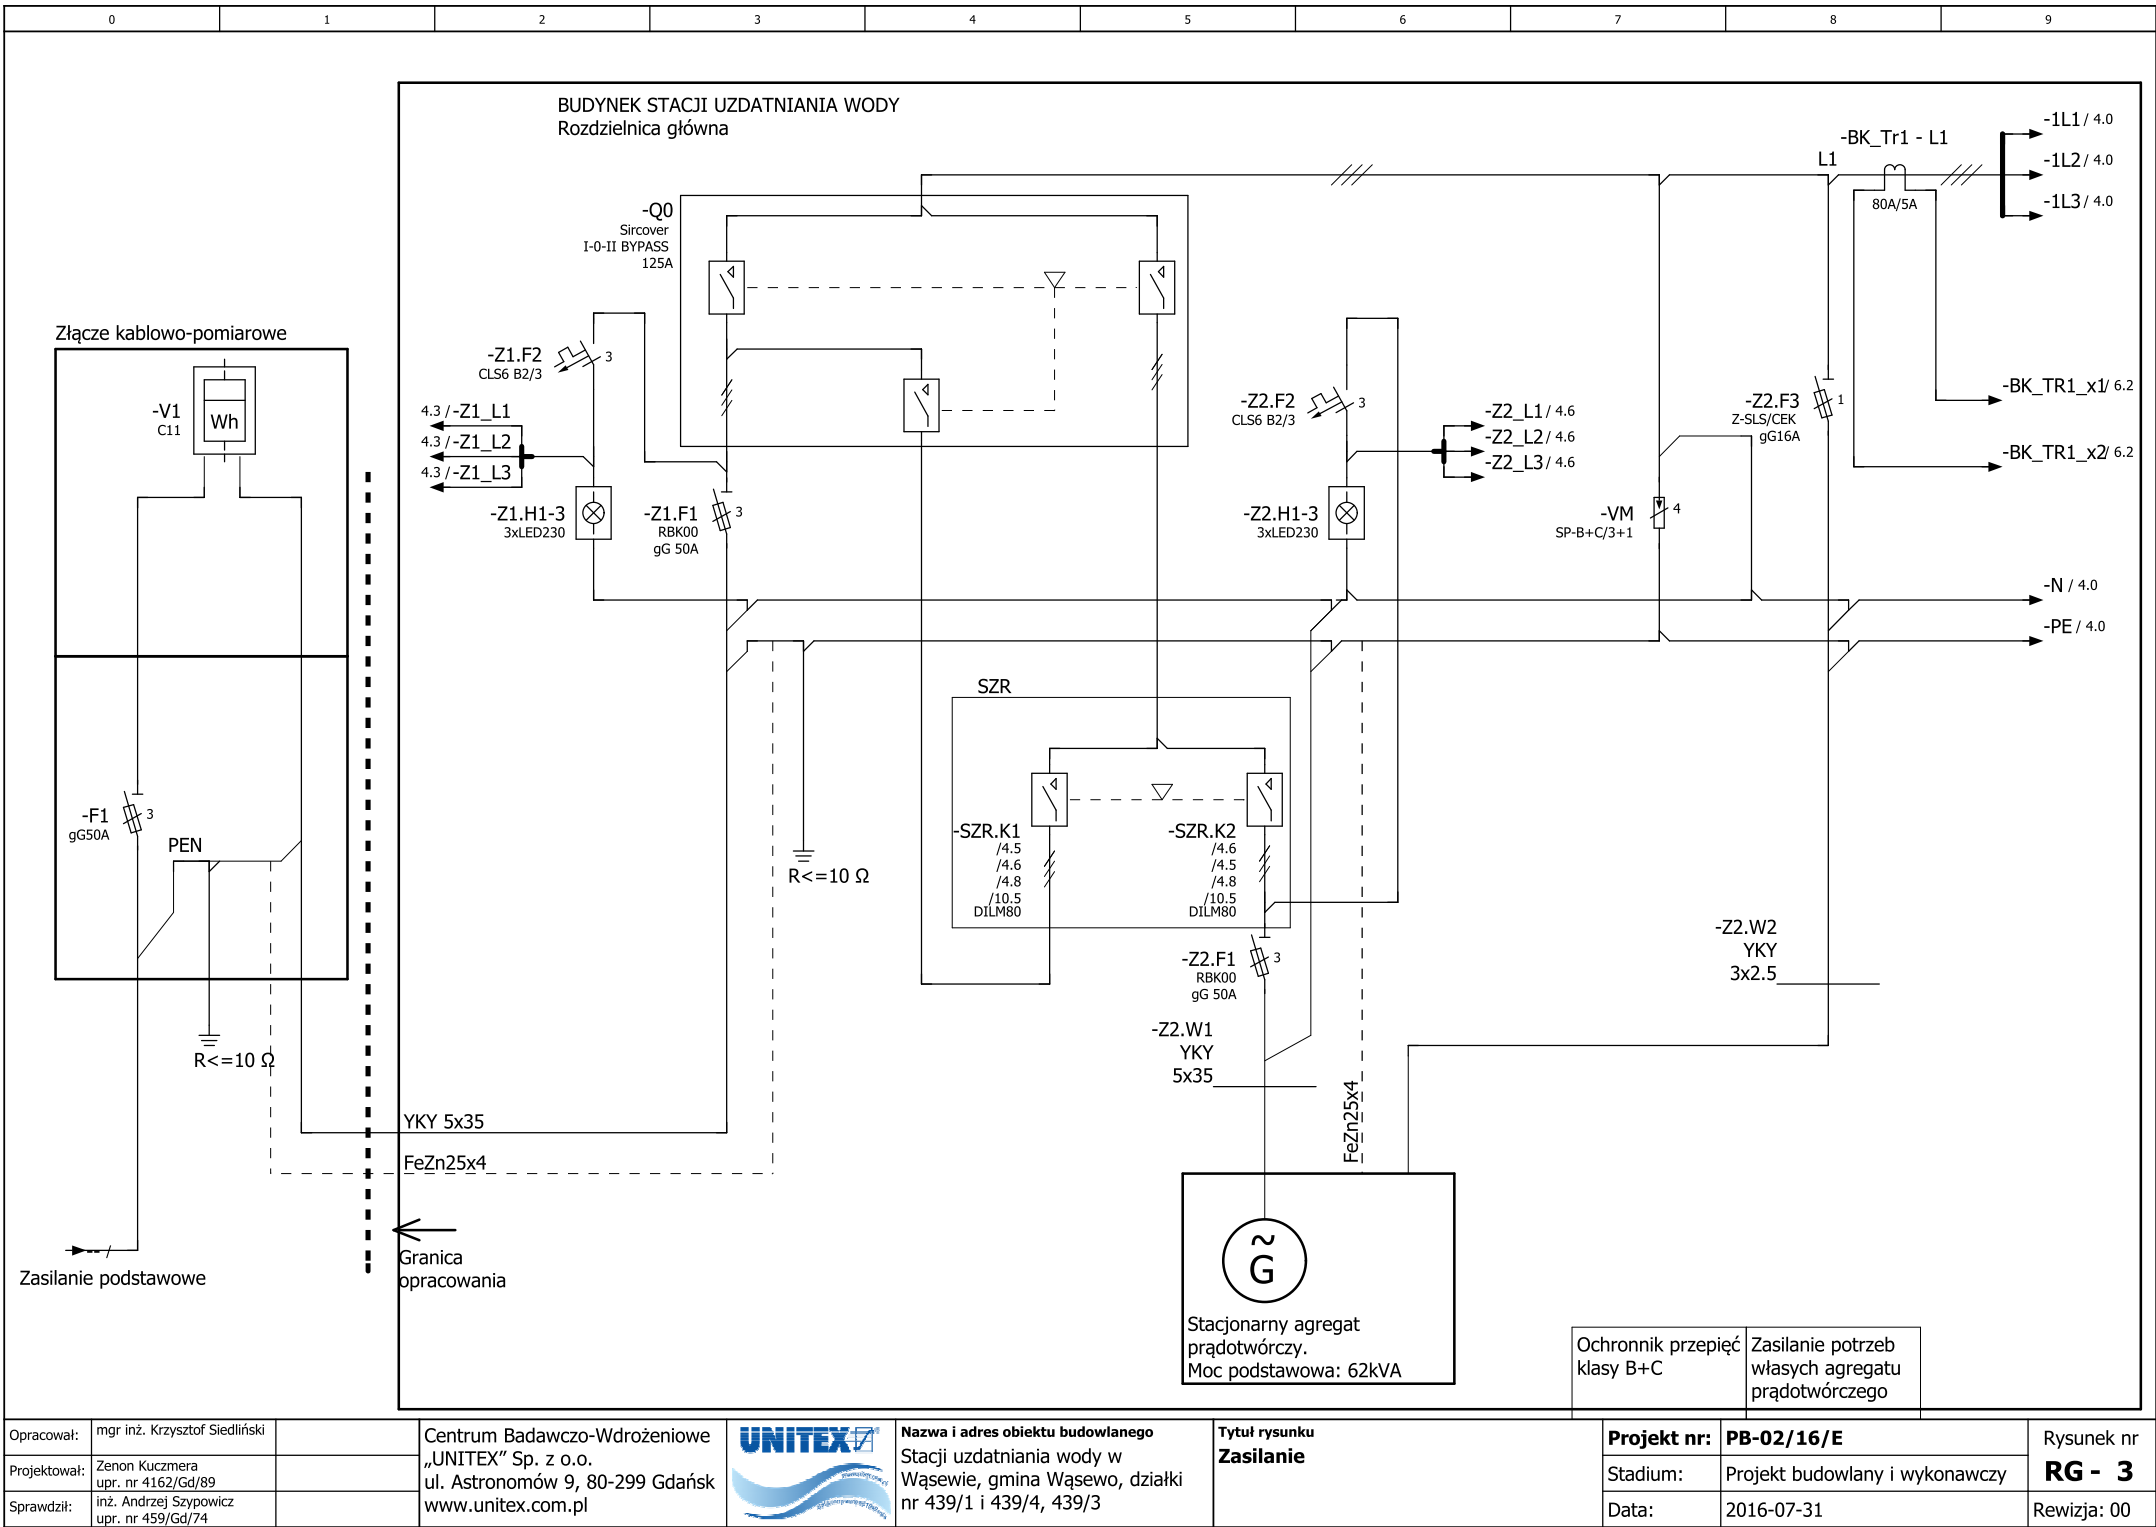 0 1 2 3 4 5 6 7 8 9
BUDYNEK STACJI UZDATNIANIA WODY
Rozdzielnica główna
-Q0
Sircover
I-0-II BYPASS
125A
-BK_Tr1 - L1
L1
80A/5A
-1L1 / 4.0
-1L2 / 4.0
-1L3 / 4.0
Złącze kablowo-pomiarowe
-V1
C11
Wh
-Z1.F2
CLS6 B2/3
3
4.3 / -Z1_L1
4.3 / -Z1_L2
4.3 / -Z1_L3
-Z1.H1-3
3xLED230
-Z1.F1
RBK00
gG 50A
3
-Z2.F2
CLS6 B2/3
3
-Z2_L1 / 4.6
-Z2_L2 / 4.6
-Z2_L3 / 4.6
-Z2.H1-3
3xLED230
-VM
SP-B+C/3+1
4
-Z2.F3
Z-SLS/CEK
gG16A
1
-BK_TR1_x1/ 6.2
-BK_TR1_x2/ 6.2
-N / 4.0
-PE / 4.0
SZR
-SZR.K1
/4.5
/4.6
/4.8
/10.5
DILM80
-SZR.K2
/4.6
/4.5
/4.8
/10.5
DILM80
-F1
gG50A
3
PEN
R<=10 Ω
R<=10 Ω
-Z2.F1
RBK00
gG 50A
3
-Z2.W1
YKY
5x35
-Z2.W2
YKY
3x2.5
FeZn25x4
YKY 5x35
FeZn25x4
Granica
opracowania
Zasilanie podstawowe
~
G
Stacjonarny agregat
prądotwórczy.
Moc podstawowa: 62kVA
Ochronnik przepięć
klasy B+C
Zasilanie potrzeb
własych agregatu
prądotwórczego
Opracował: mgr inż. Krzysztof Siedliński
Projektował: Zenon Kuczmera
upr. nr 4162/Gd/89
Sprawdził: inż. Andrzej Szypowicz
upr. nr 459/Gd/74
Centrum Badawczo-Wdrożeniowe
„UNITEX” Sp. z o.o.
ul. Astronomów 9, 80-299 Gdańsk
www.unitex.com.pl
UNITEX
Nazwa i adres obiektu budowlanego
Stacji uzdatniania wody w
Wąsewie, gmina Wąsewo, działki
nr 439/1 i 439/4, 439/3
Tytuł rysunku
Zasilanie
Projekt nr: PB-02/16/E
Stadium: Projekt budowlany i wykonawczy
Data: 2016-07-31
Rysunek nr
RG - 3
Rewizja: 00